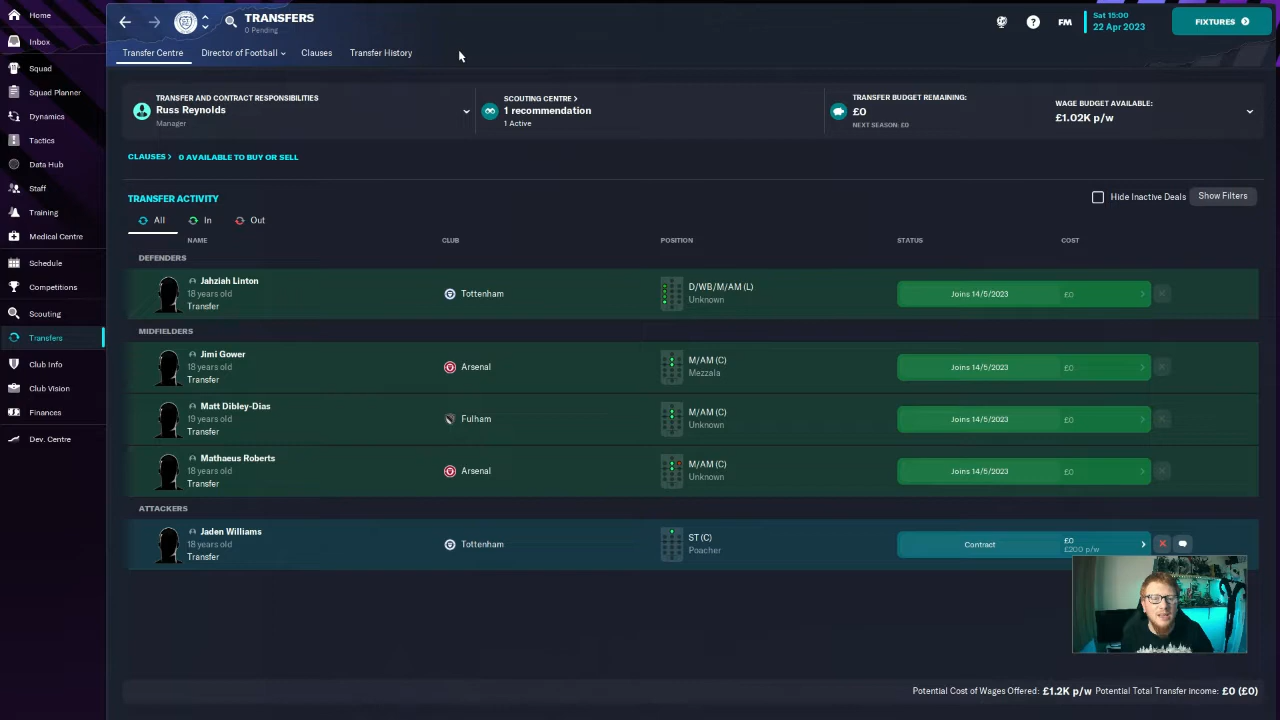 Home
Inbox
Squad
Squad Planner
Dynamics
Tactics
Data Hub
Staff
Training
Medical Centre
Schedule
Competitions
Scouting
Transfers
Club Info
Club Vision
Finances
Dev. Centre
TRANSFERS
0 Pending
FM
Sat 15:00
22 Apr 2023
FIXTURES
Transfer Centre
Director of Football
Clauses
Transfer History
TRANSFER AND CONTRACT RESPONSIBILITIES
Russ Reynolds
Manager
SCOUTING CENTRE >
1 recommendation
1 Active
TRANSFER BUDGET REMAINING:
£0
NEXT SEASON: £0
WAGE BUDGET AVAILABLE:
£1.02K p/w
CLAUSES > 0 AVAILABLE TO BUY OR SELL
TRANSFER ACTIVITY
Hide Inactive Deals
Show Filters
All In Out
NAME CLUB POSITION STATUS COST
DEFENDERS
Jahziah Linton
18 years old
Transfer
Tottenham
D/WB/M/AM (L)
Unknown
Joins 14/5/2023 £0
MIDFIELDERS
Jimi Gower
18 years old
Transfer
Arsenal
M/AM (C)
Mezzala
Joins 14/5/2023 £0
Matt Dibley-Dias
19 years old
Transfer
Fulham
M/AM (C)
Unknown
Joins 14/5/2023 £0
Mathaeus Roberts
18 years old
Transfer
Arsenal
M/AM (C)
Unknown
Joins 14/5/2023 £0
ATTACKERS
Jaden Williams
18 years old
Transfer
Tottenham
ST (C)
Poacher
Contract
£0
£200 p/w
Potential Cost of Wages Offered: £1.2K p/w Potential Total Transfer income: £0 (£0)